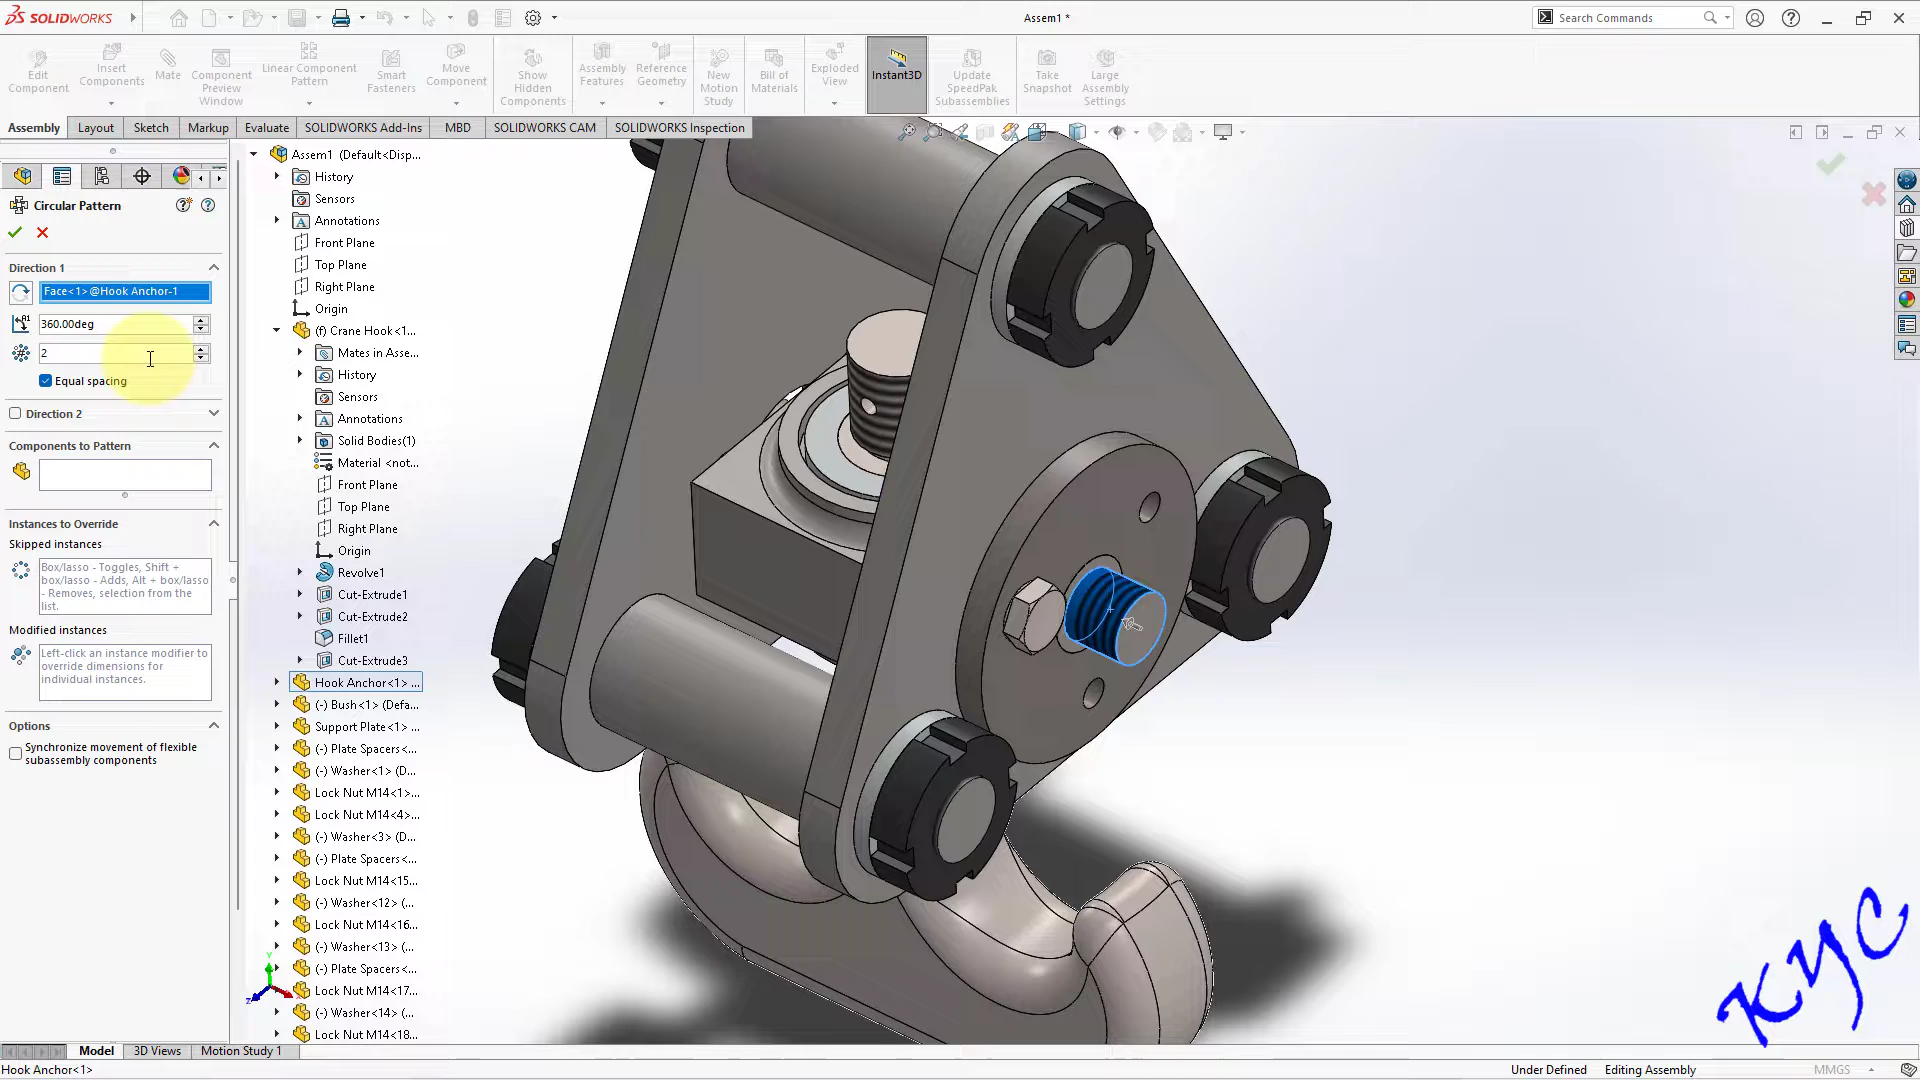 SOLIDWORKS
Assem1 *
Search Commands
Edit Component
Insert Components
Mate
Component Preview Window
Linear Component Pattern
Smart Fasteners
Move Component
Show Hidden Components
Assembly Features
Reference Geometry
New Motion Study
Bill of Materials
Exploded View
Instant3D
Update SpeedPak Subassemblies
Take Snapshot
Large Assembly Settings
Assembly
Layout
Sketch
Markup
Evaluate
SOLIDWORKS Add-Ins
MBD
SOLIDWORKS CAM
SOLIDWORKS Inspection
Circular Pattern
Direction 1
Face<1>@Hook Anchor-1
360.00deg
2
Equal spacing
Direction 2
Components to Pattern
Instances to Override
Skipped instances
Box/lasso - Toggles, Shift +
box/lasso - Adds, Alt + box/lasso
- Removes, selection from the
list.
Modified instances
Left-click an instance modifier to
override dimensions for
individual instances.
Options
Synchronize movement of flexible
subassembly components
Assem1 (Default<Disp...
History
Sensors
Annotations
Front Plane
Top Plane
Right Plane
Origin
(f) Crane Hook<1...
Mates in Asse...
History
Sensors
Annotations
Solid Bodies(1)
Material <not...
Front Plane
Top Plane
Right Plane
Origin
Revolve1
Cut-Extrude1
Cut-Extrude2
Fillet1
Cut-Extrude3
Hook Anchor<1> ...
(-) Bush<1> (Defa...
Support Plate<1> ...
(-) Plate Spacers<...
(-) Washer<1> (D...
Lock Nut M14<1>...
Lock Nut M14<4>...
(-) Washer<3> (D...
(-) Plate Spacers<...
Lock Nut M14<15...
(-) Washer<12> (...
Lock Nut M14<16...
(-) Washer<13> (...
(-) Plate Spacers<...
Lock Nut M14<17...
(-) Washer<14> (...
Lock Nut M14<18...
KYC
Model
3D Views
Motion Study 1
Hook Anchor<1>
Under Defined
Editing Assembly
MMGS